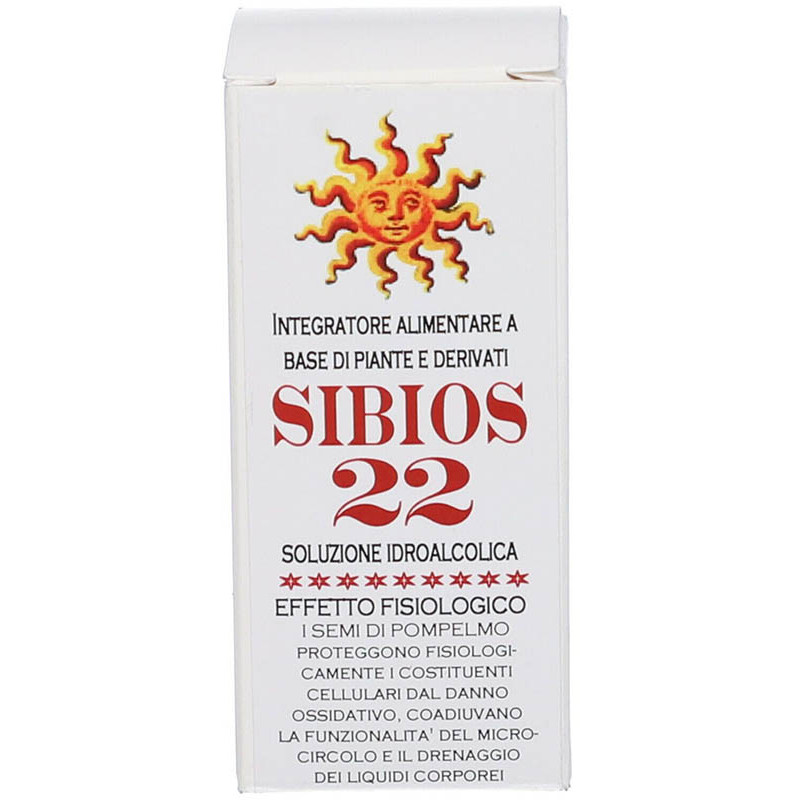 INTEGRATORE ALIMENTARE A
BASE DI PIANTE E DERIVATI
SIBIOS
22
SOLUZIONE IDROALCOLICA
EFFETTO FISIOLOGICO
I SEMI DI POMPELMO
PROTEGGONO FISIOLOGI-
CAMENTE I COSTITUENTI
CELLULARI DAL DANNO
OSSIDATIVO, COADIUVANO
LA FUNZIONALITA' DEL MICRO-
CIRCOLO E IL DRENAGGIO
DEI LIQUIDI CORPOREI